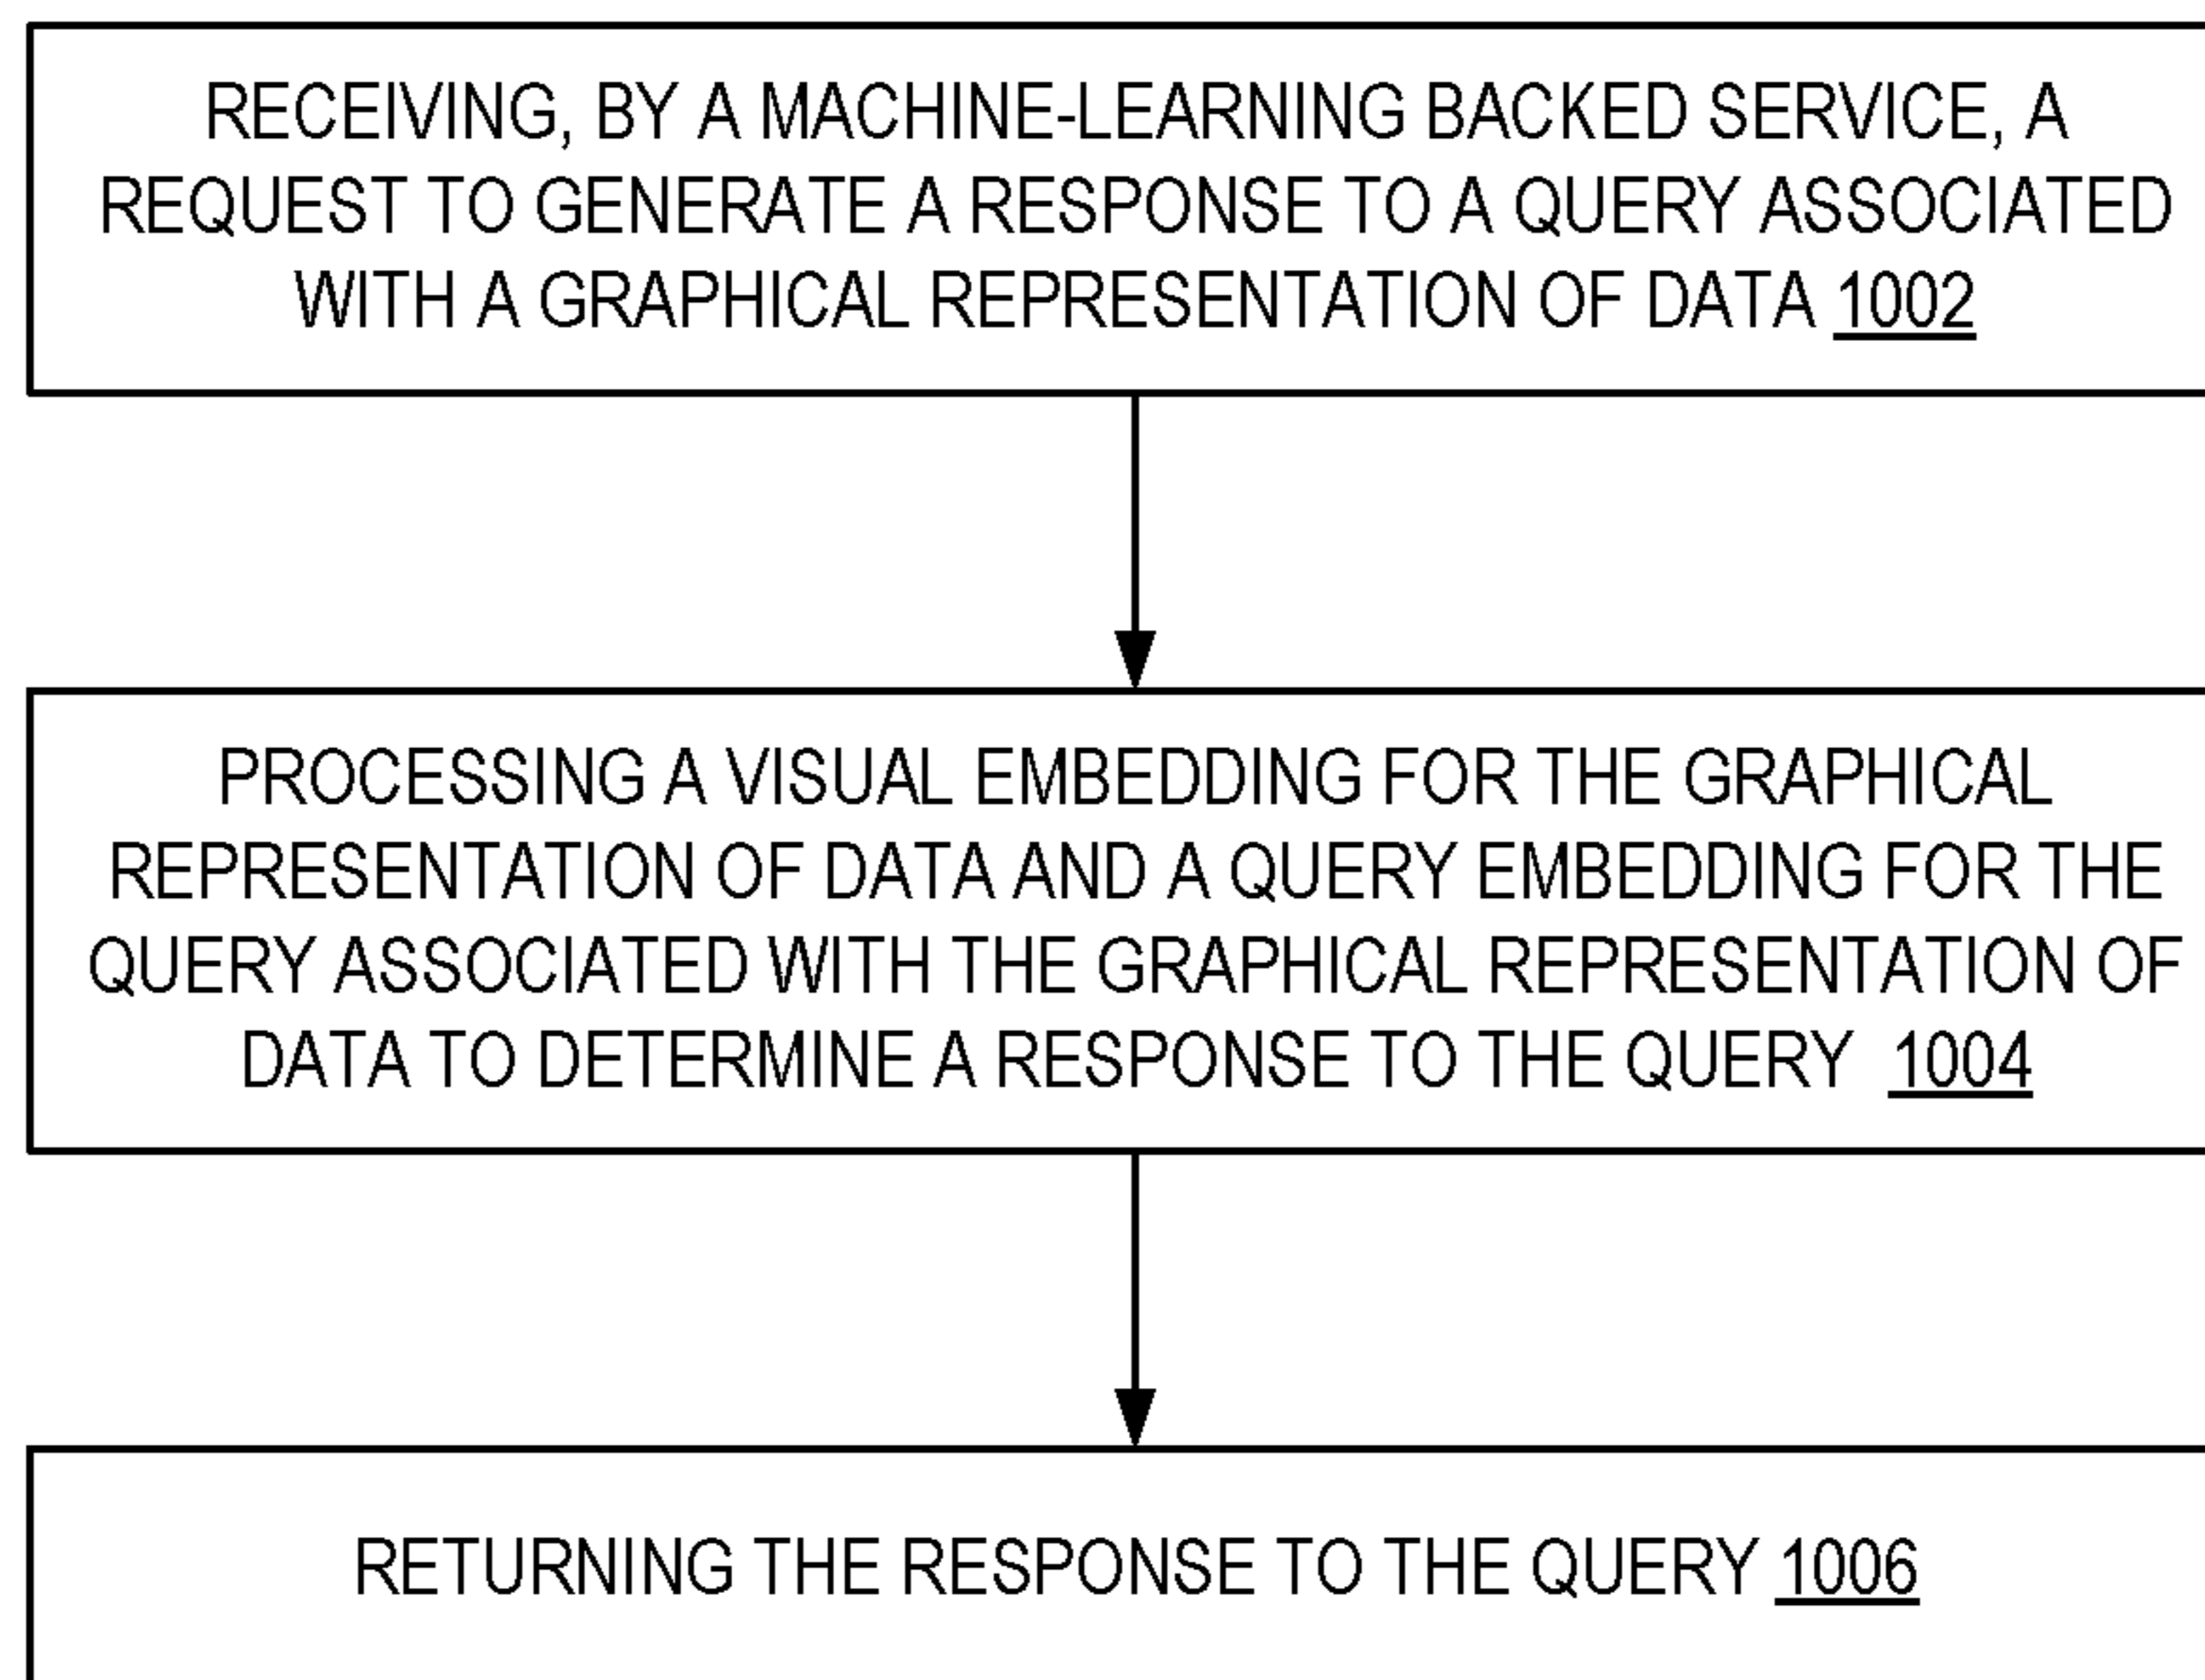 RECEIVING, BY A MACHINE-LEARNING BACKED SERVICE, A
REQUEST TO GENERATE A RESPONSE TO A QUERY ASSOCIATED
WITH A GRAPHICAL REPRESENTATION OF DATA 1002
PROCESSING A VISUAL EMBEDDING FOR THE GRAPHICAL
REPRESENTATION OF DATA AND A QUERY EMBEDDING FOR THE
QUERY ASSOCIATED WITH THE GRAPHICAL REPRESENTATION OF
DATA TO DETERMINE A RESPONSE TO THE QUERY 1004
RETURNING THE RESPONSE TO THE QUERY 1006